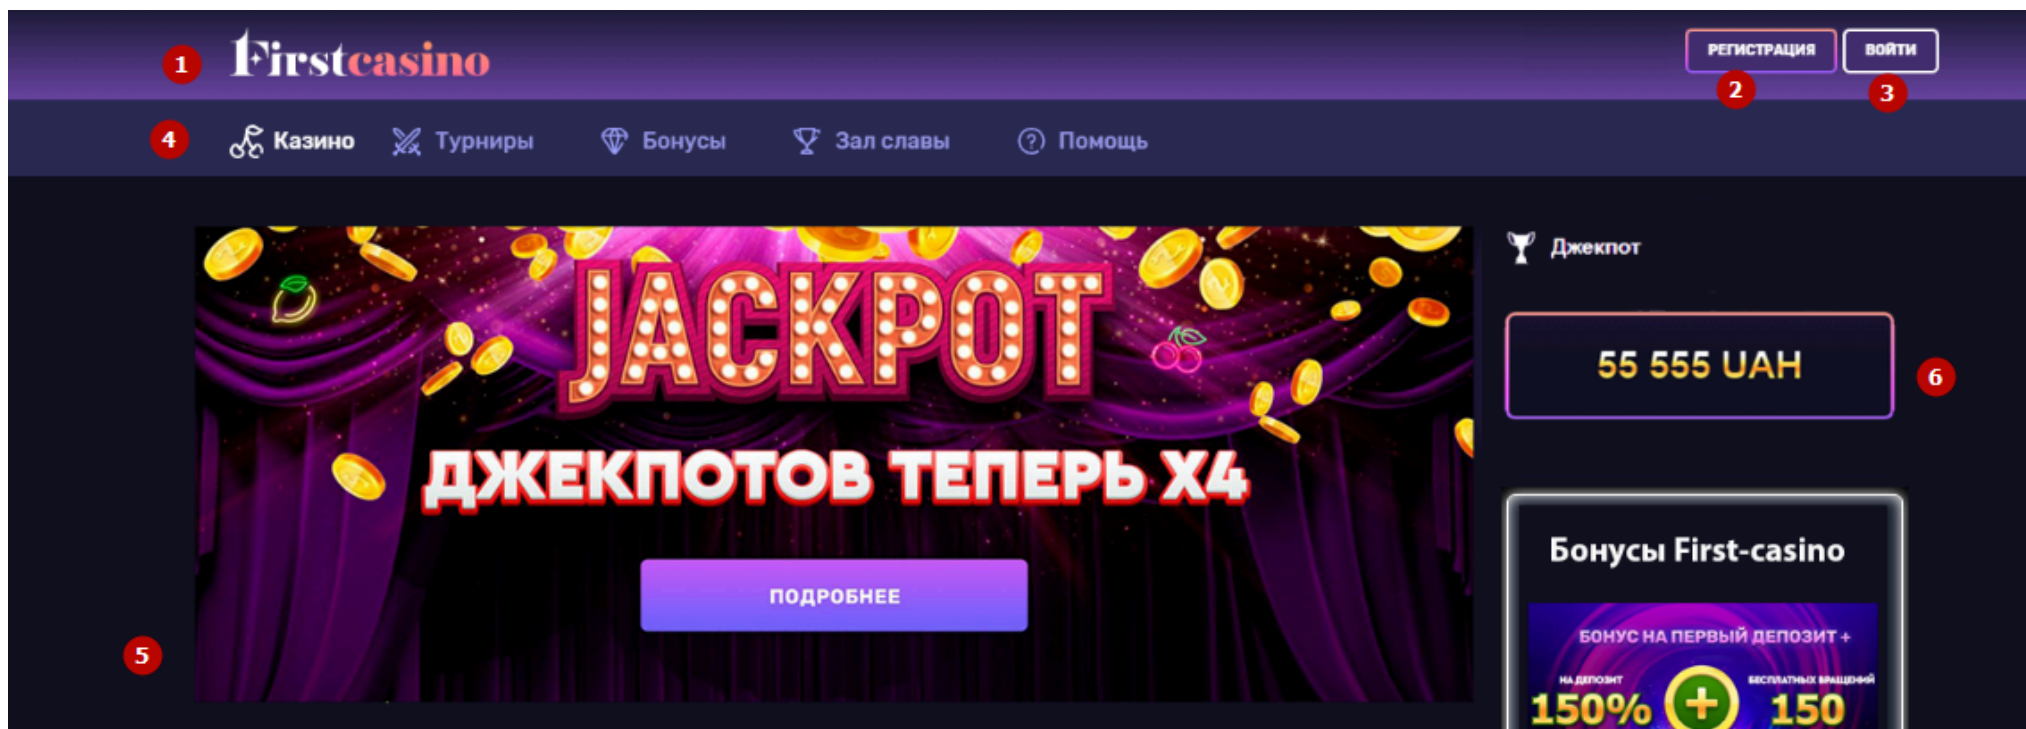 1
Firstcasino
РЕГИСТРАЦИЯ
ВОЙТИ
2
3
4
Казино
Турниры
Бонусы
Зал славы
? Помощь
JACKPOT
ДЖЕКПОТОВ ТЕПЕРЬ X4
ПОДРОБНЕЕ
5
Джекпот
55 555 UAH
6
Бонусы First-casino
БОНУС НА ПЕРВЫЙ ДЕПОЗИТ +
НА ДЕПОЗИТ
150%
+
БЕСПЛАТНЫХ ВРАЩЕНИЙ
150